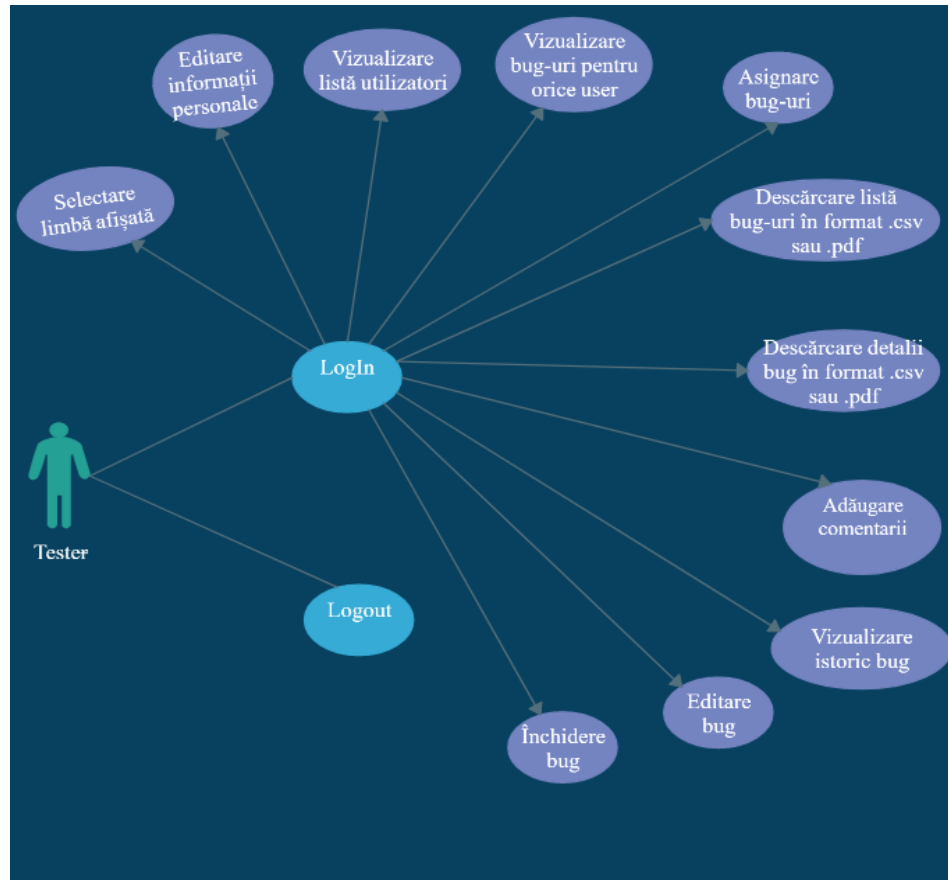 Editare
informații
personale
Vizualizare
listă utilizatori
Vizualizare
bug-uri pentru
orice user
Asignare
bug-uri
Selectare
limbă afișată
Descărcare listă
bug-uri în format .csv
sau .pdf
LogIn
Descărcare detalii
bug în format .csv
sau .pdf
Adăugare
comentarii
Tester
Logout
Vizualizare
istoric bug
Editare
bug
Închidere
bug